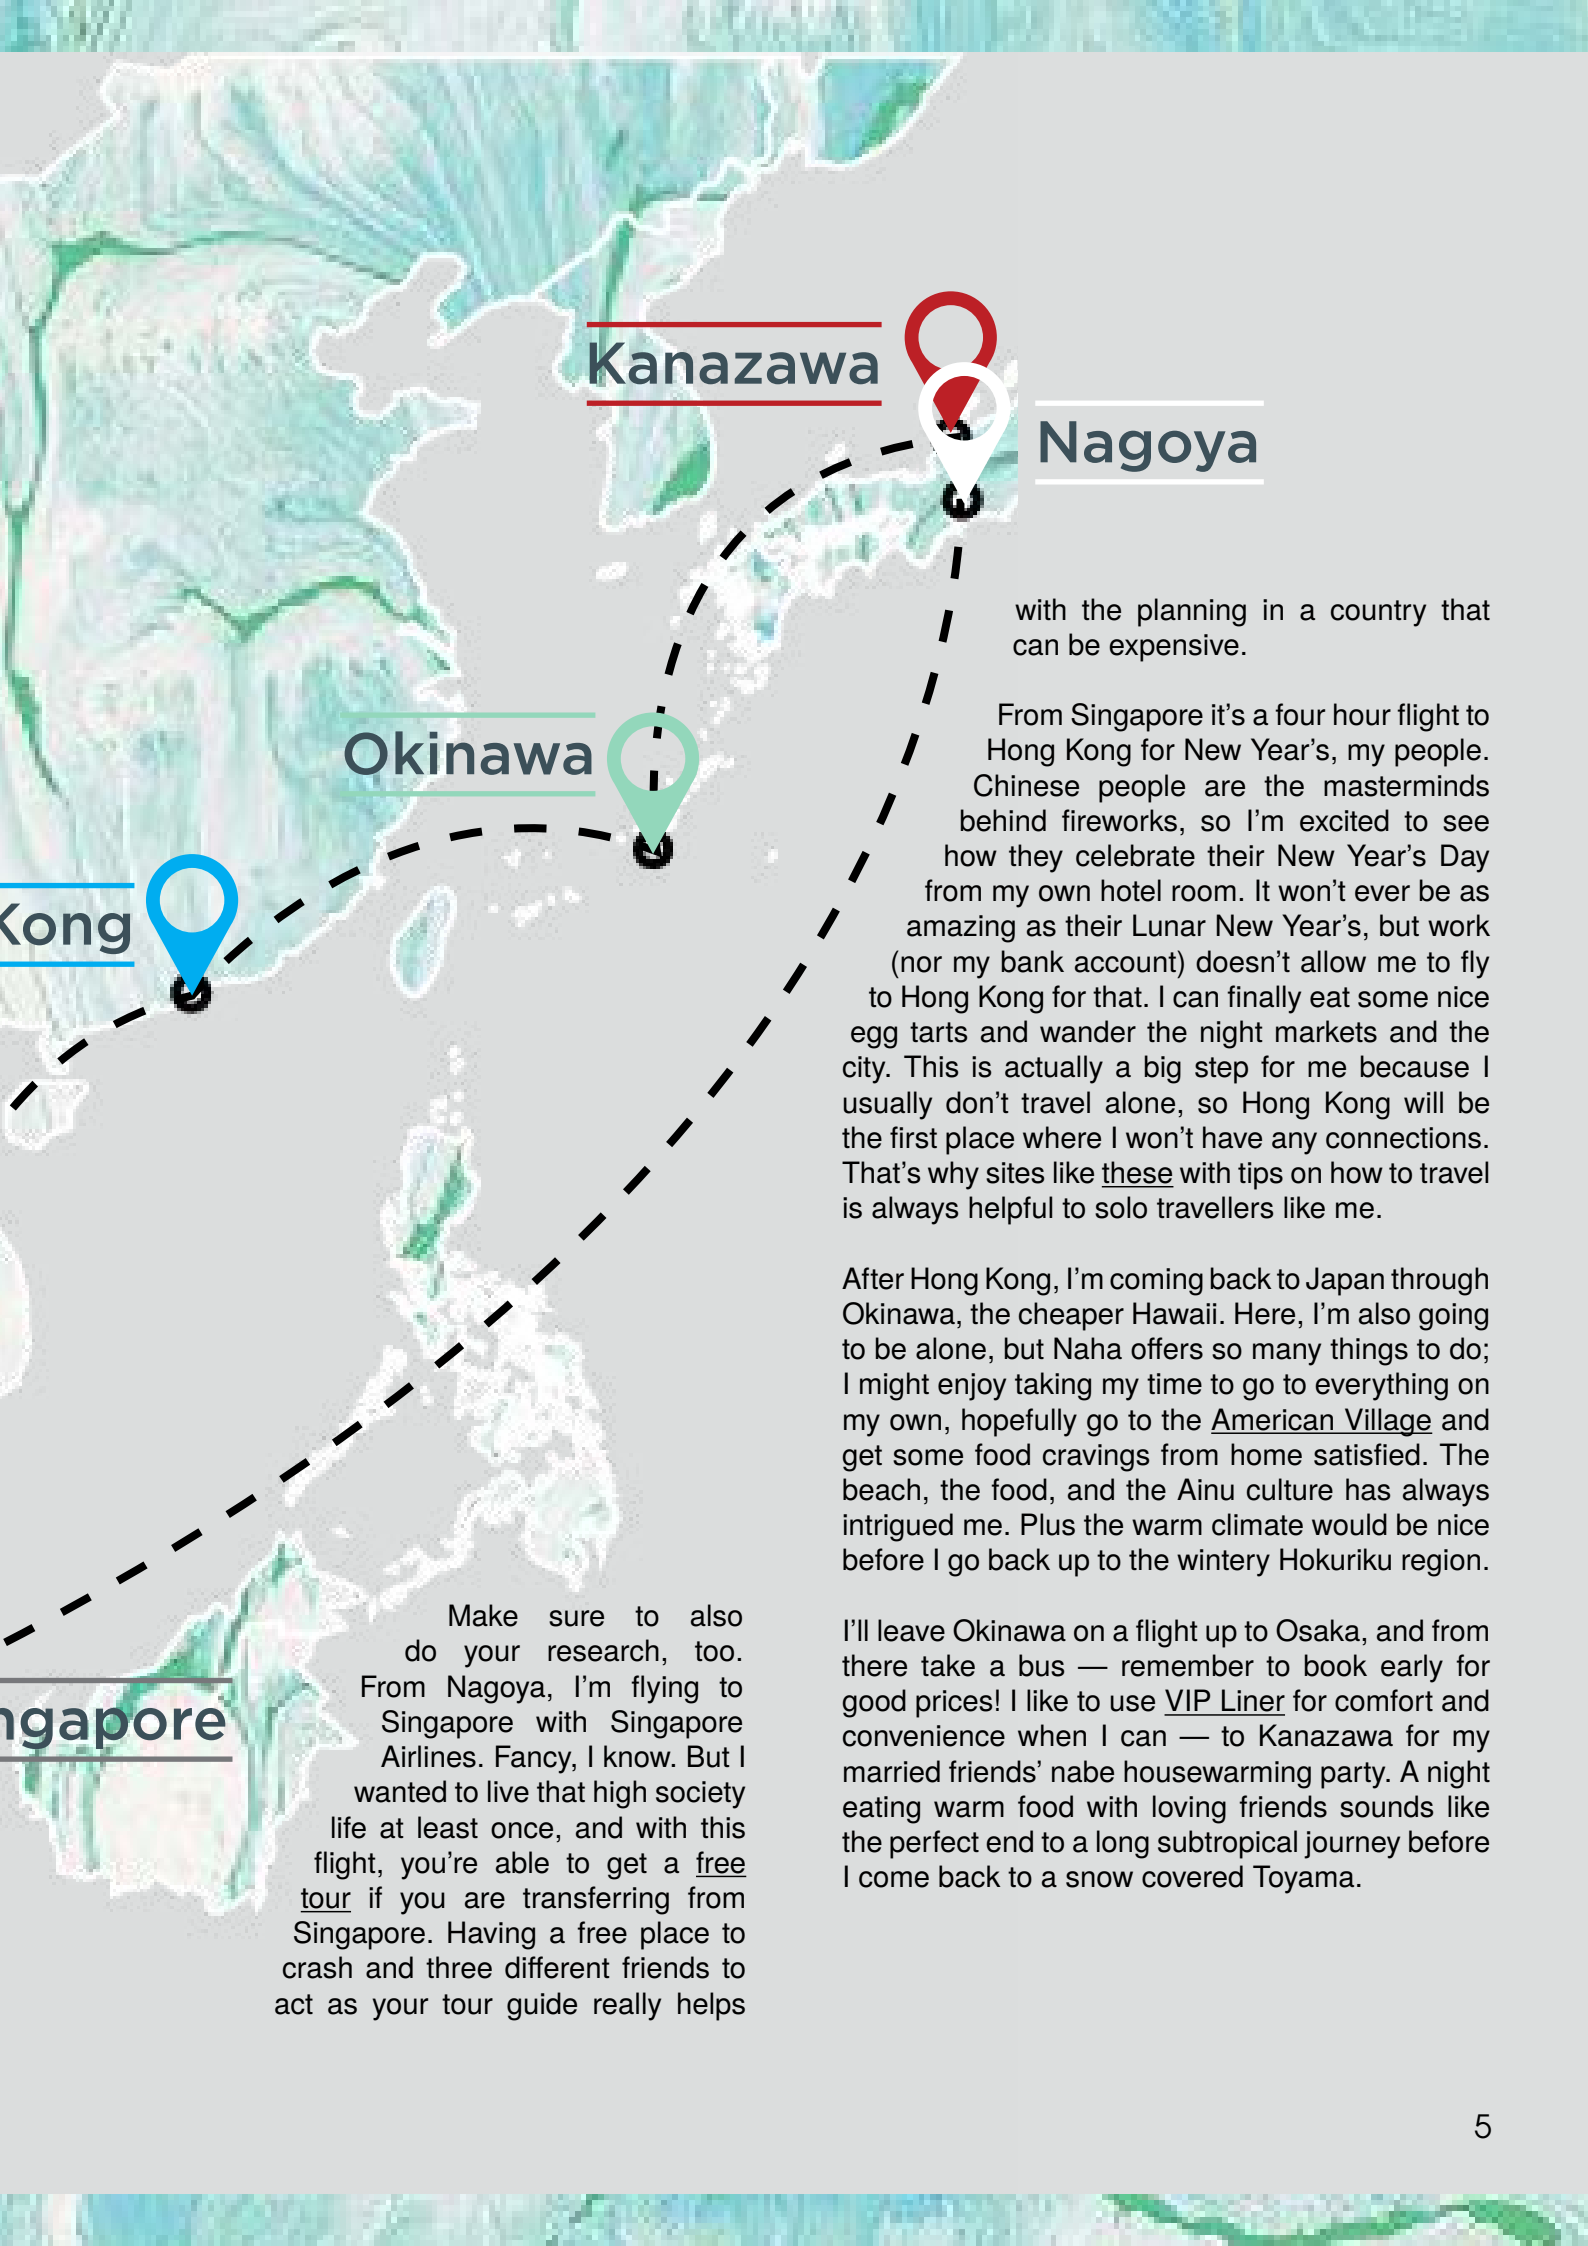 Kanazawa
Nagoya
Okinawa
Kong
ngapore
Make sure to also
do your research, too.
From Nagoya, I'm flying to
Singapore with Singapore
Airlines. Fancy, I know. But I
wanted to live that high society
life at least once, and with this
flight, you're able to get a free
tour if you are transferring from
Singapore. Having a free place to
crash and three different friends to
act as your tour guide really helps
with the planning in a country that
can be expensive.
From Singapore it's a four hour flight to
Hong Kong for New Year's, my people.
Chinese people are the masterminds
behind fireworks, so I'm excited to see
how they celebrate their New Year's Day
from my own hotel room. It won't ever be as
amazing as their Lunar New Year's, but work
(nor my bank account) doesn't allow me to fly
to Hong Kong for that. I can finally eat some nice
egg tarts and wander the night markets and the
city. This is actually a big step for me because I
usually don't travel alone, so Hong Kong will be
the first place where I won't have any connections.
That's why sites like these with tips on how to travel
is always helpful to solo travellers like me.
After Hong Kong, I'm coming back to Japan through
Okinawa, the cheaper Hawaii. Here, I'm also going
to be alone, but Naha offers so many things to do;
I might enjoy taking my time to go to everything on
my own, hopefully go to the American Village and
get some food cravings from home satisfied. The
beach, the food, and the Ainu culture has always
intrigued me. Plus the warm climate would be nice
before I go back up to the wintery Hokuriku region.
I'll leave Okinawa on a flight up to Osaka, and from
there take a bus — remember to book early for
good prices! I like to use VIP Liner for comfort and
convenience when I can — to Kanazawa for my
married friends' nabe housewarming party. A night
eating warm food with loving friends sounds like
the perfect end to a long subtropical journey before
I come back to a snow covered Toyama.
5